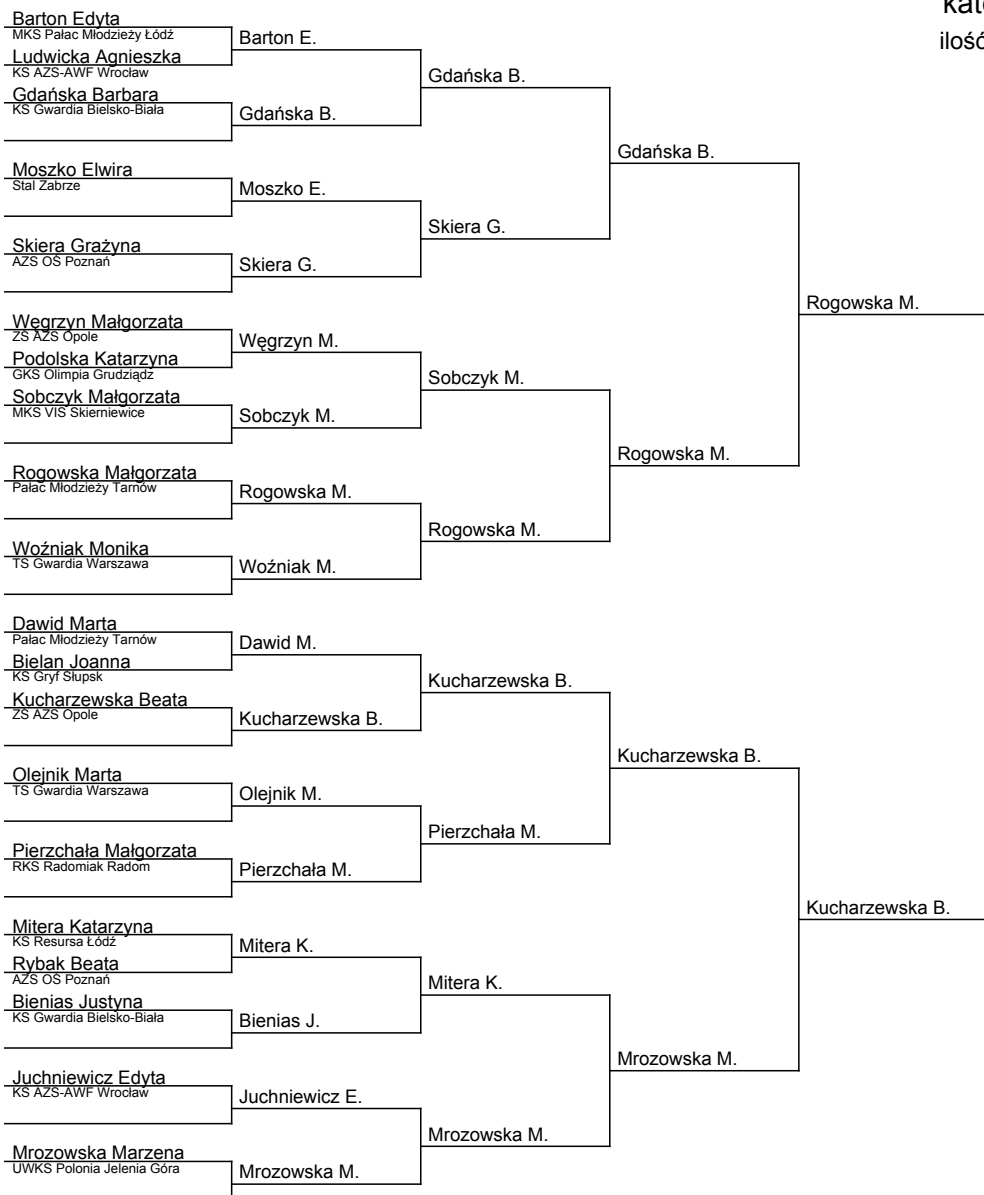 kat
ilość
Barton Edyta
MKS Pałac Młodzieży Łódź
Ludwicka Agnieszka
KS AZS-AWF Wrocław
Gdańska Barbara
KS Gwardia Bielsko-Biała
Moszko Elwira
Stal Zabrze
Skiera Grażyna
AZS OŚ Poznań
Węgrzyn Małgorzata
ZS AZS Opole
Podolska Katarzyna
GKS Olimpia Grudziądz
Sobczyk Małgorzata
MKS VIS Skierniewice
Rogowska Małgorzata
Pałac Młodzieży Tarnów
Woźniak Monika
TS Gwardia Warszawa
Dawid Marta
Pałac Młodzieży Tarnów
Bielan Joanna
KS Gryf Słupsk
Kucharzewska Beata
ZS AZS Opole
Olejnik Marta
TS Gwardia Warszawa
Pierzchała Małgorzata
RKS Radomiak Radom
Mitera Katarzyna
KS Resursa Łódź
Rybak Beata
AZS OŚ Poznań
Bienias Justyna
KS Gwardia Bielsko-Biała
Juchniewicz Edyta
KS AZS-AWF Wrocław
Mrozowska Marzena
UWKS Polonia Jelenia Góra
Barton E.
Gdańska B.
Moszko E.
Skiera G.
Węgrzyn M.
Sobczyk M.
Rogowska M.
Woźniak M.
Dawid M.
Kucharzewska B.
Olejnik M.
Pierzchała M.
Mitera K.
Bienias J.
Juchniewicz E.
Mrozowska M.
Gdańska B.
Skiera G.
Sobczyk M.
Rogowska M.
Kucharzewska B.
Pierzchała M.
Mitera K.
Mrozowska M.
Gdańska B.
Rogowska M.
Kucharzewska B.
Mrozowska M.
Rogowska M.
Kucharzewska B.